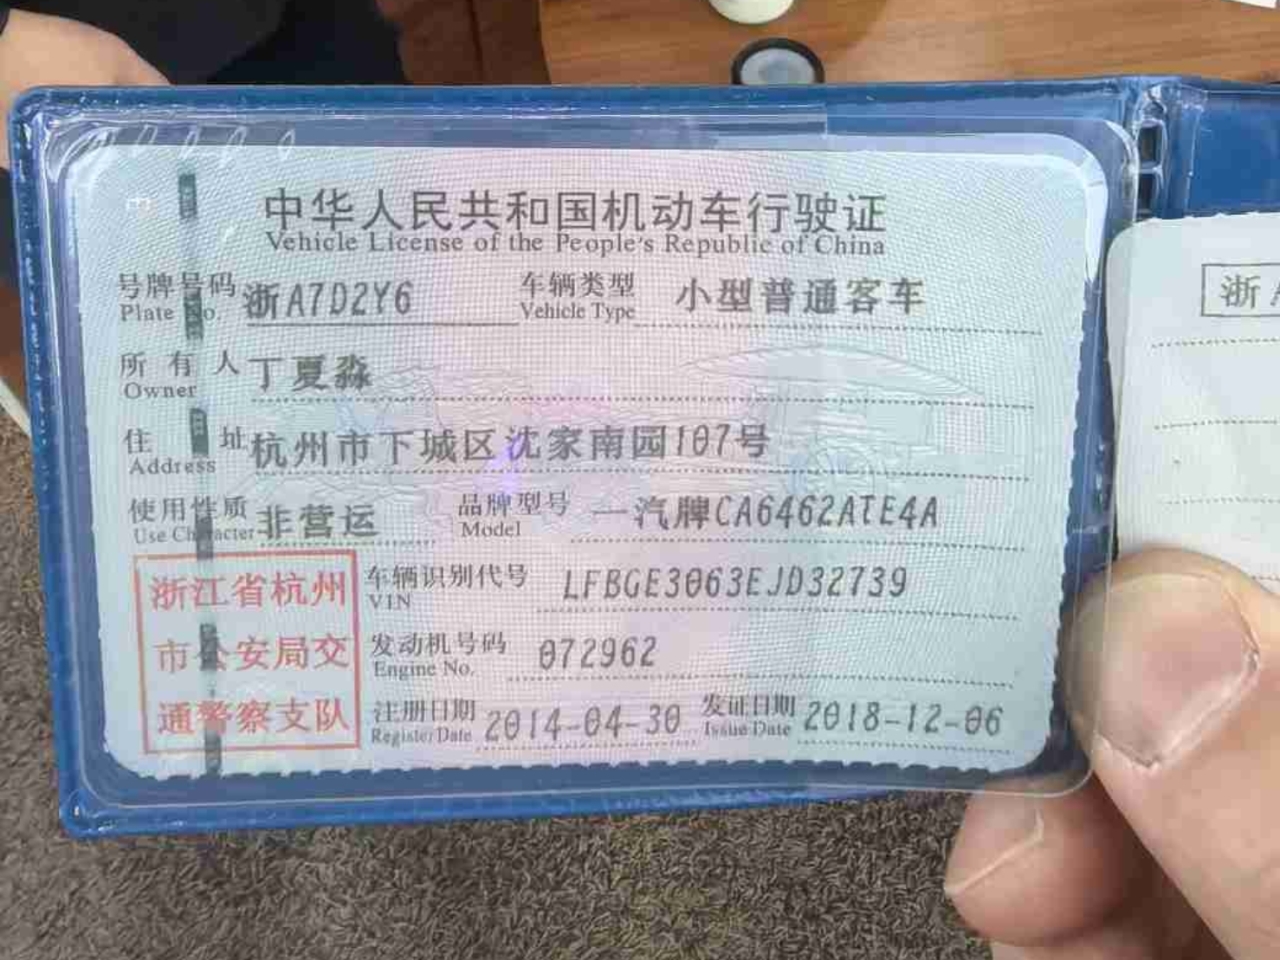 中华人民共和国机动车行驶证
Vehicle License of the People's Republic of China
号牌号码 浙A7D2Y6 车辆类型 小型普通客车
Plate No. Vehicle Type
所有人 丁夏淼
Owner
住址 杭州市下城区沈家南园107号
Address
使用性质 非营运 品牌型号 一汽牌CA6462ATE4A
Use Character Model
浙江省杭州
市公安局交
通警察支队
车辆识别代号 LFBGE3063EJD32739
VIN
发动机号码 072962
Engine No.
注册日期 2014-04-30 发证日期 2018-12-06
Register Date Issue Date
浙